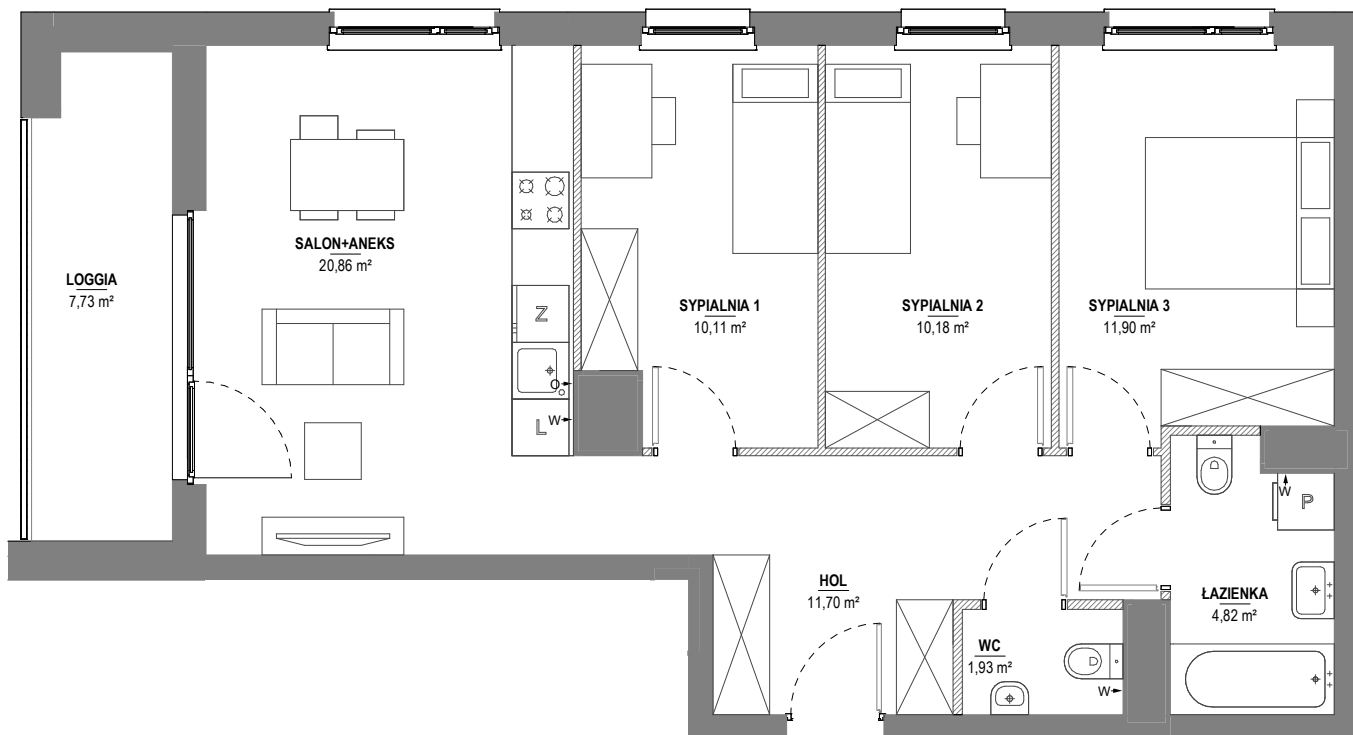 LOGGIA
7,73 m²
SALON+ANEKS
20,86 m²
Z
O
L
W
SYPIALNIA 1
10,11 m²
SYPIALNIA 2
10,18 m²
SYPIALNIA 3
11,90 m²
W
P
HOL
11,70 m²
ŁAZIENKA
4,82 m²
WC
1,93 m²
W